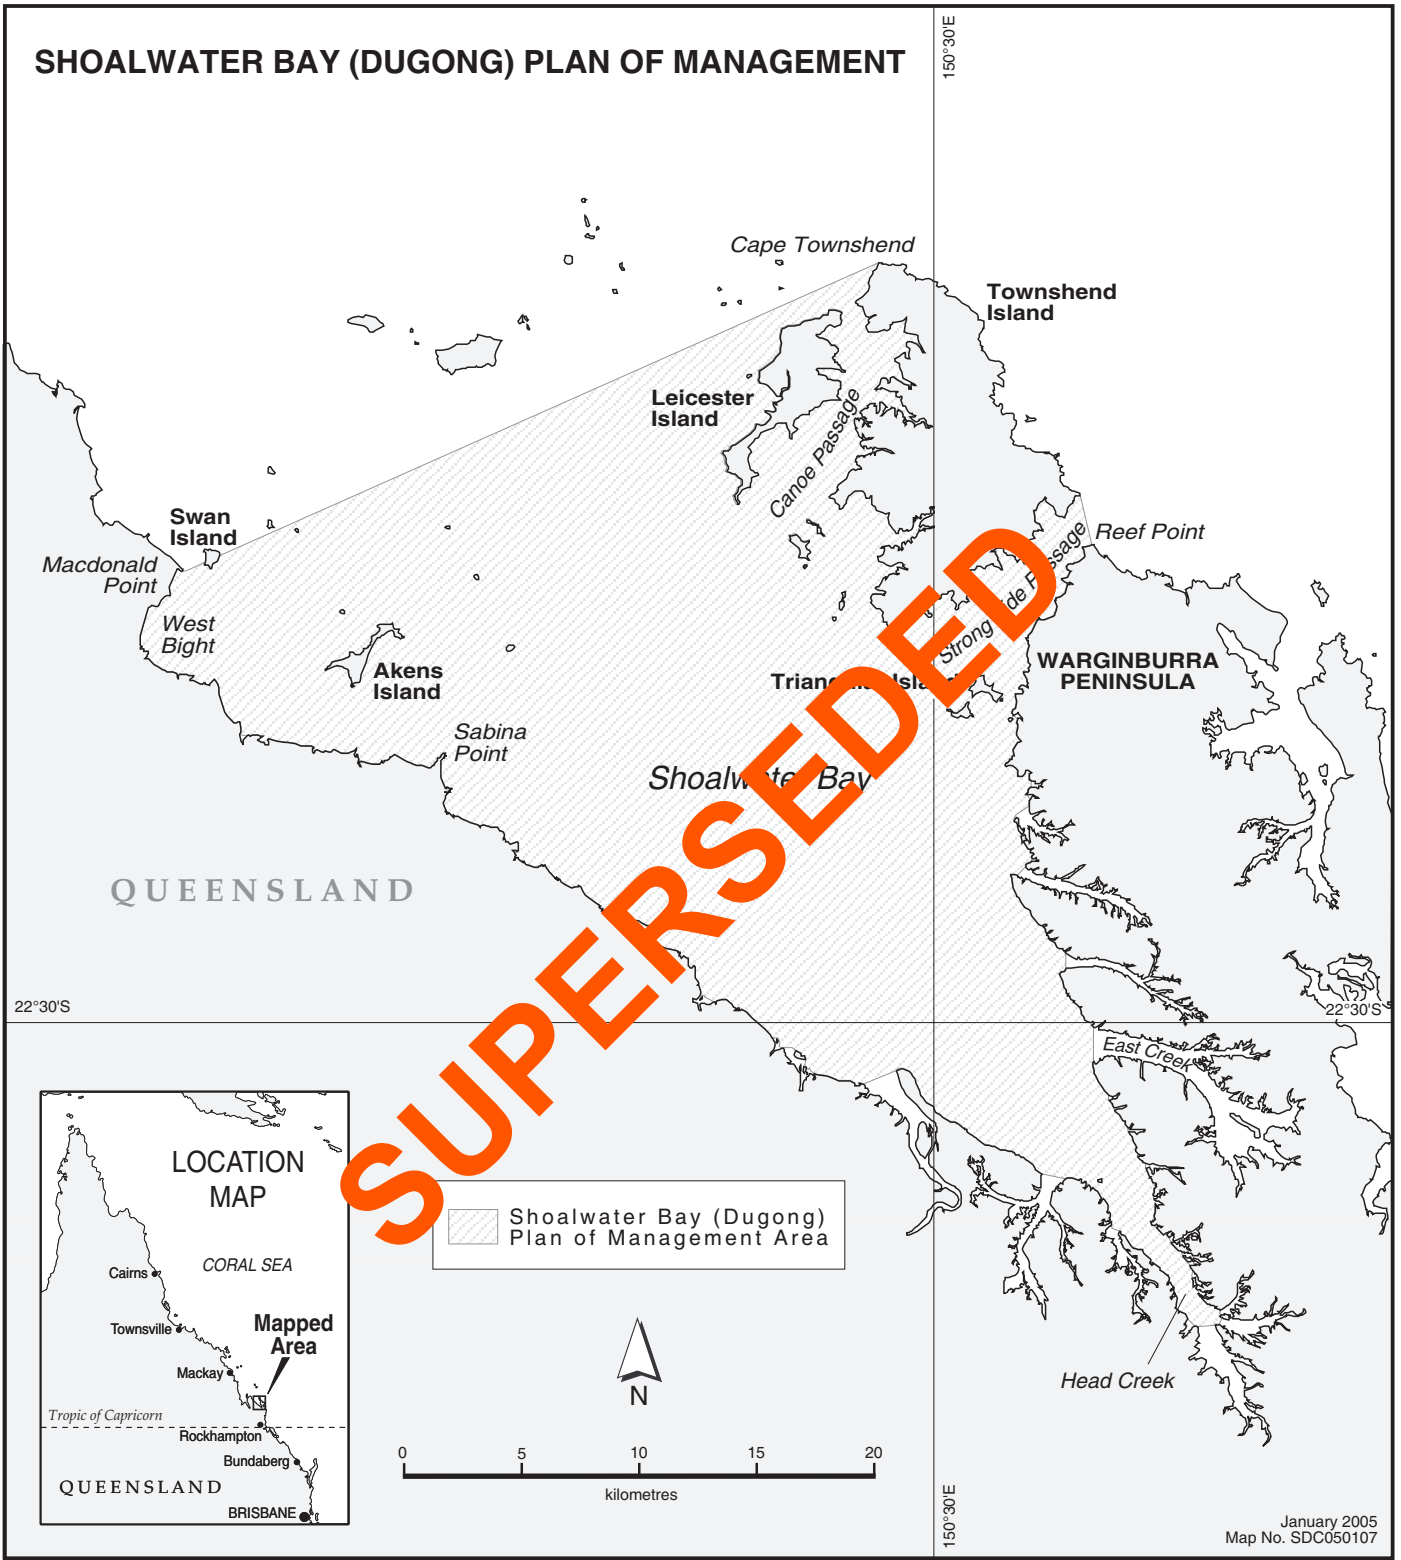 SHOALWATER BAY (DUGONG) PLAN OF MANAGEMENT
150°30'E
Cape Townshend
Townshend
Island
Leicester
Island
Canoe Passage
Swan
Island
Macdonald
Point
Reef Point
West
Bight
Strong Passage
Akens
Island
WARGINBURRA
PENINSULA
Sabina
Point
Shoalwater Bay
SUPERSEDED
QUEENSLAND
22°30'S
22°30'S
East Creek
LOCATION
MAP
CORAL SEA
Cairns
Townsville
Mapped
Area
Mackay
Tropic of Capricorn
Rockhampton
Bundaberg
QUEENSLAND
BRISBANE
Shoalwater Bay (Dugong)
Plan of Management Area
Head Creek
N
0 5 10 15 20
kilometres
150°30'E
January 2005
Map No. SDC050107